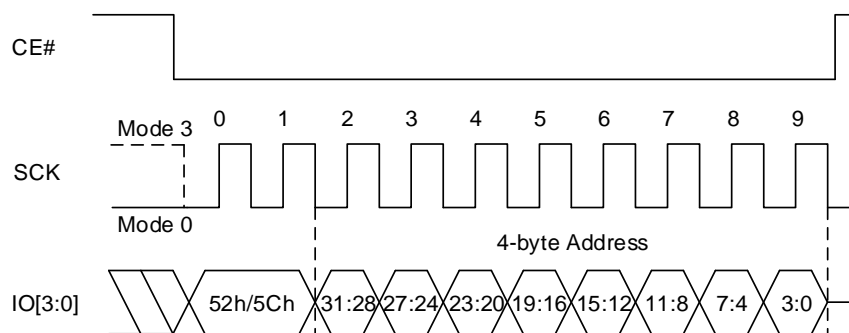 CE#
0 1 2 3 4 5 6 7 8 9
Mode 3
SCK
Mode 0
4-byte Address
IO[3:0] 52h/5Ch 31:28 27:24 23:20 19:16 15:12 11:8 7:4 3:0